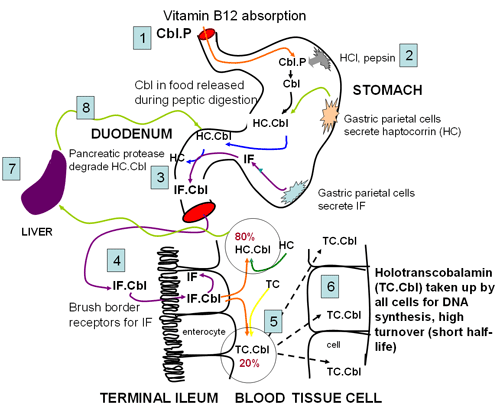 Vitamin B12 absorption
1
Cbl.P
HCl, pepsin
2
Cbl.P
Cbl
Cbl in food released
during peptic digestion
STOMACH
8
HC.Cbl
HC.Cbl
DUODENUM
Gastric parietal cells
secrete haptocorrin (HC)
Pancreatic protease
degrade HC.Cbl
HC
IF
7
3
IF.Cbl
Gastric parietal cells
secrete IF
LIVER
80%
HC.Cbl
HC
TC.Cbl
4
IF
TC
6
Holotranscobalamin
(TC.Cbl) taken up by
all cells for DNA
synthesis, high
turnover (short half-
life)
IF.Cbl
IF.Cbl
Brush border
receptors for IF
5
TC.Cbl
enterocyte
TC.Cbl
20%
cell
TC.Cbl
TERMINAL ILEUM
BLOOD
TISSUE CELL